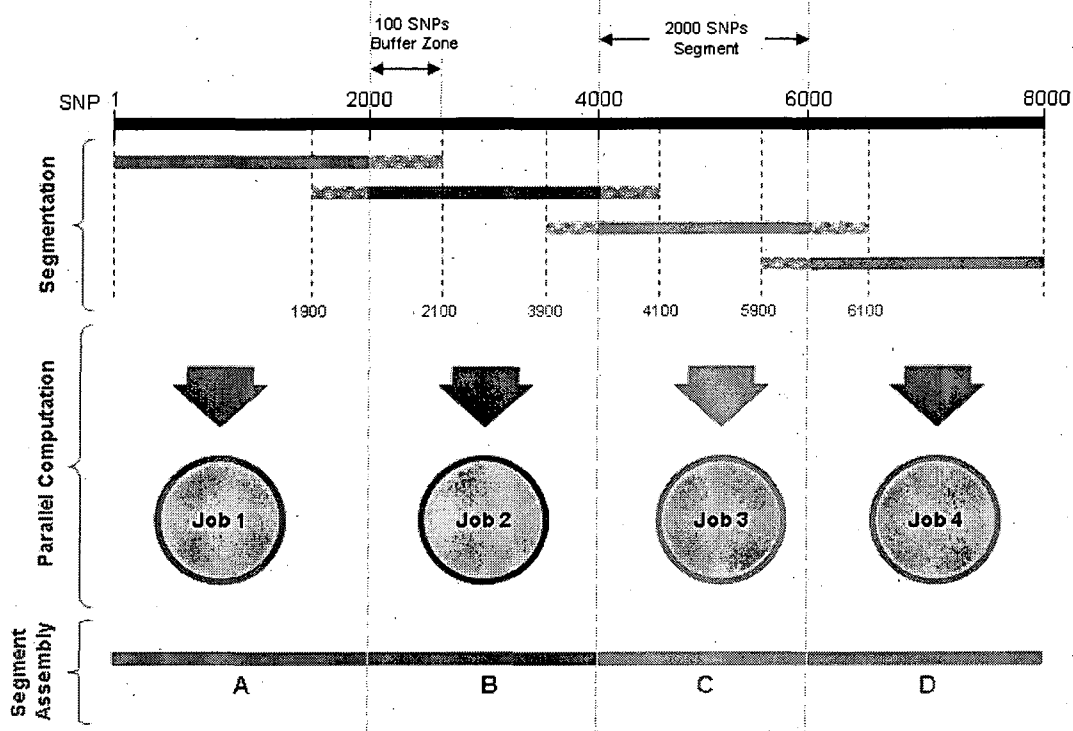 100 SNPs
Buffer Zone
2000 SNPs
Segment
SNP 1 2000 4000 6000 8000
Segmentation
1900 2100 3900 4100 5900 6100
Parallel Computation
Job 1 Job 2 Job 3 Job 4
Segment
Assembly
A B C D